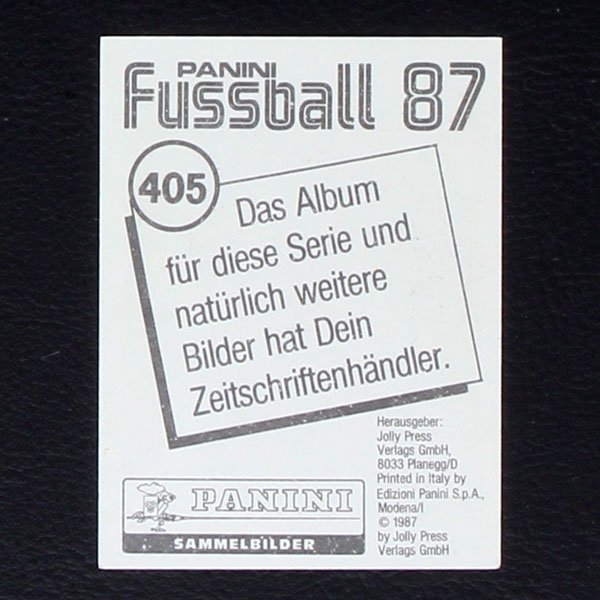 PANINI
Fussball 87
405
Das Album
für diese Serie und
natürlich weitere
Bilder hat Dein
Zeitschriftenhändler.
Herausgeber:
Jolly Press
Verlags GmbH,
8033 Planegg/D
Printed in Italy by
Edizioni Panini S.p.A.,
Modena/I
© 1987
by Jolly Press
Verlags GmbH
PANINI
SAMMELBILDER